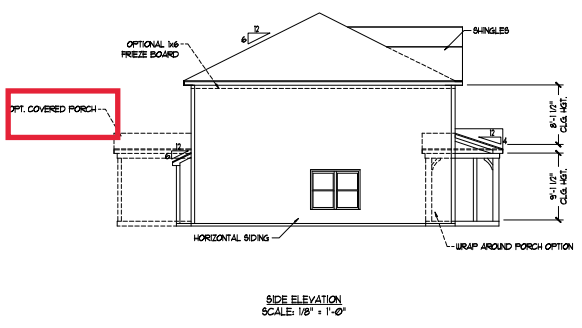 12
6
SHINGLES
OPTIONAL 1x6
FRIEZE BOARD
OPT. COVERED PORCH
8'-1 1/2"
CLG. HGT.
12
4
12
6
9'-1 1/2"
CLG. HGT.
HORIZONTAL SIDING
WRAP AROUND PORCH OPTION
SIDE ELEVATION
SCALE: 1/8" = 1'-0"